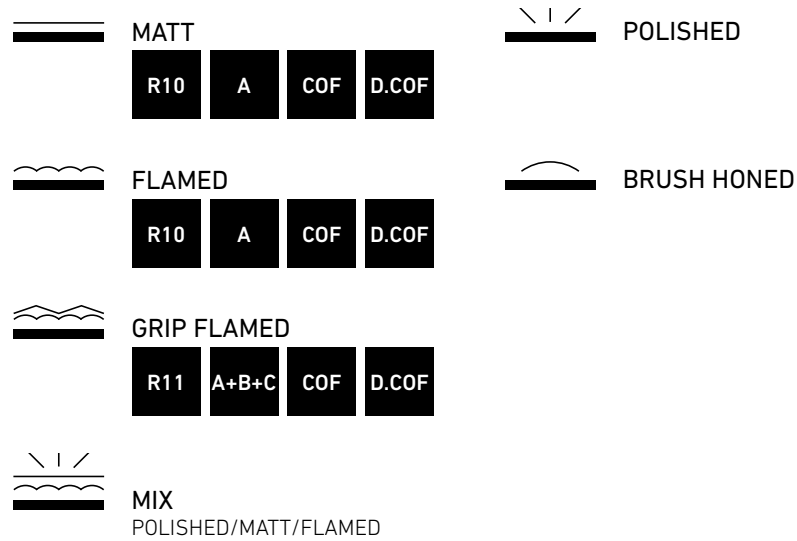 MATT
R10 A COF D.COF
FLAMED
R10 A COF D.COF
GRIP FLAMED
R11 A+B+C COF D.COF
MIX
POLISHED/MATT/FLAMED
POLISHED
BRUSH HONED